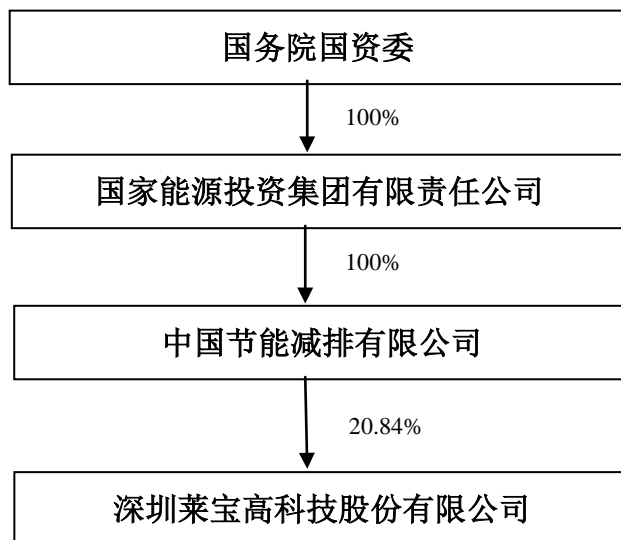 国务院国资委
100%
国家能源投资集团有限责任公司
100%
中国节能减排有限公司
20.84%
深圳莱宝高科技股份有限公司